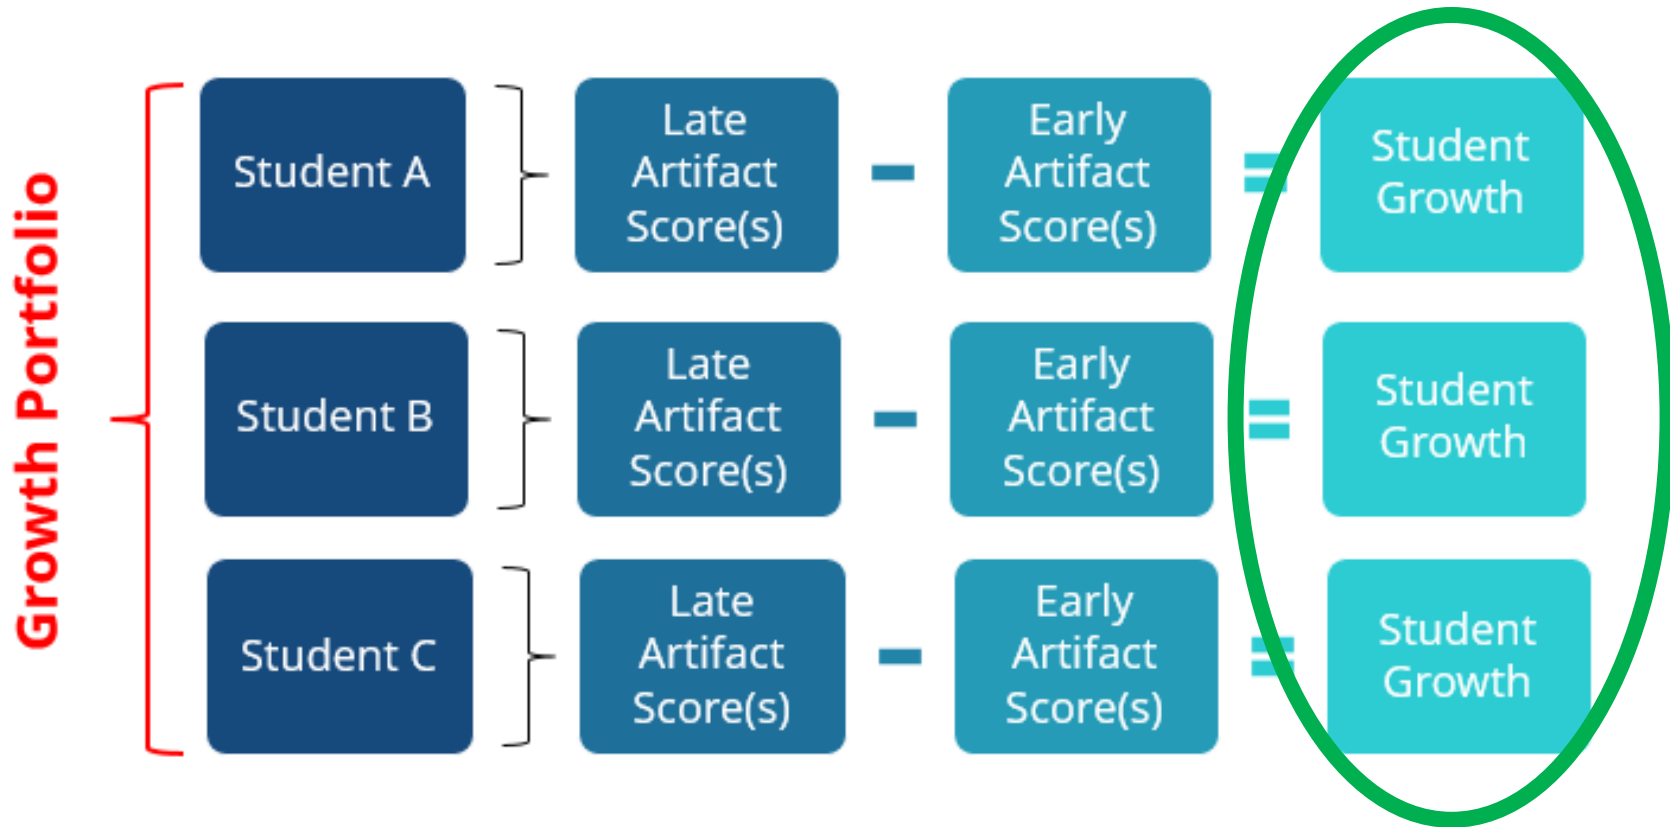 Growth Portfolio
Student A
Late
Artifact
Score(s)
Early
Artifact
Score(s)
Student
Growth
Student B
Late
Artifact
Score(s)
Early
Artifact
Score(s)
Student
Growth
Student C
Late
Artifact
Score(s)
Early
Artifact
Score(s)
Student
Growth